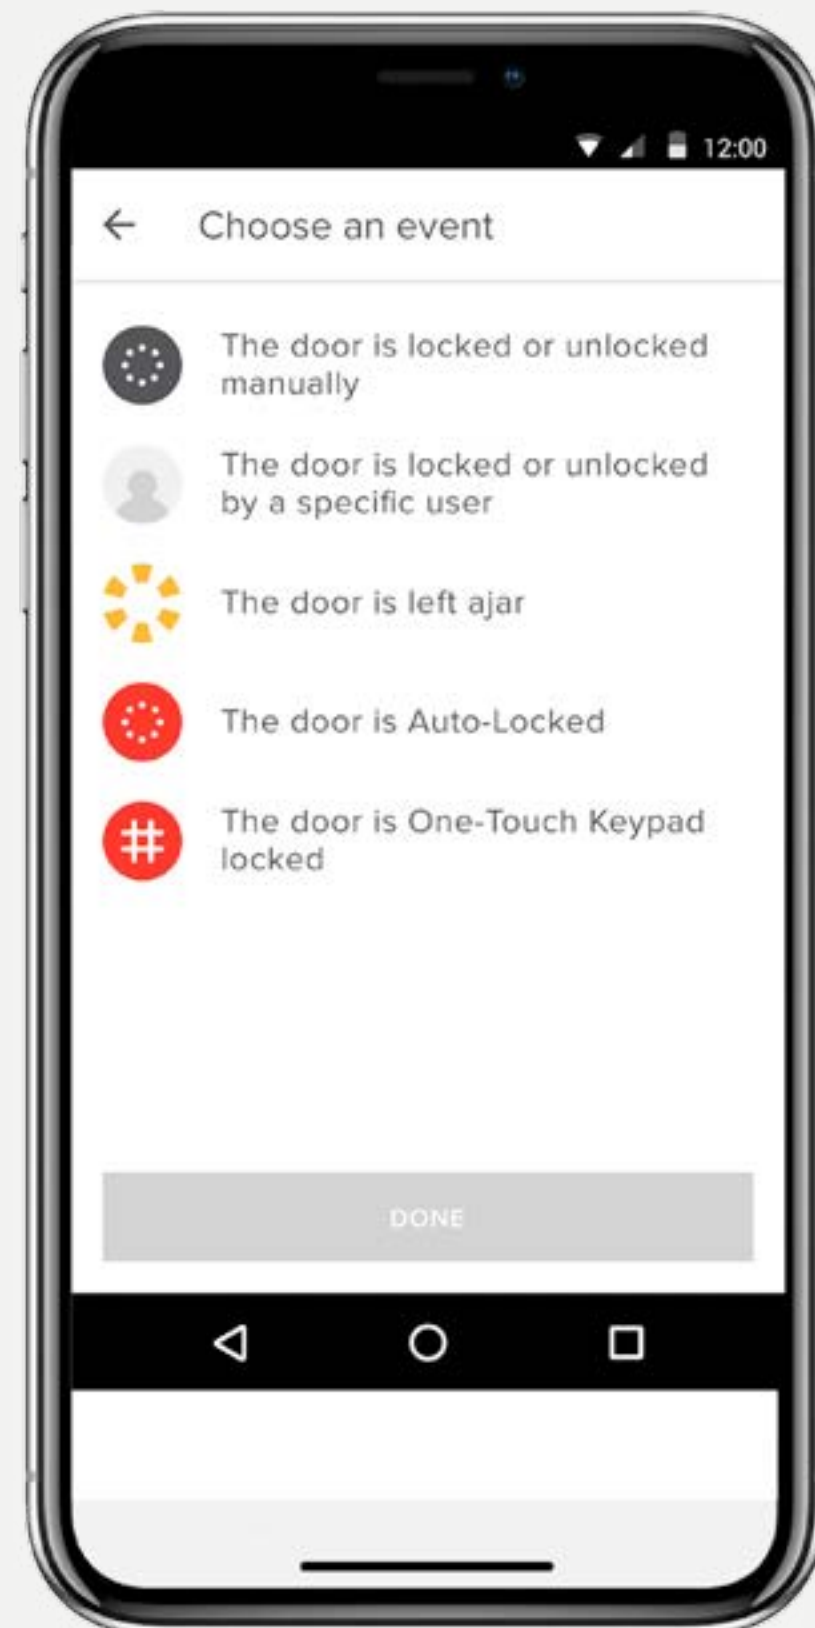 12:00
Choose an event
The door is locked or unlocked
manually
The door is locked or unlocked
by a specific user
The door is left ajar
The door is Auto-Locked
The door is One-Touch Keypad
locked
DONE